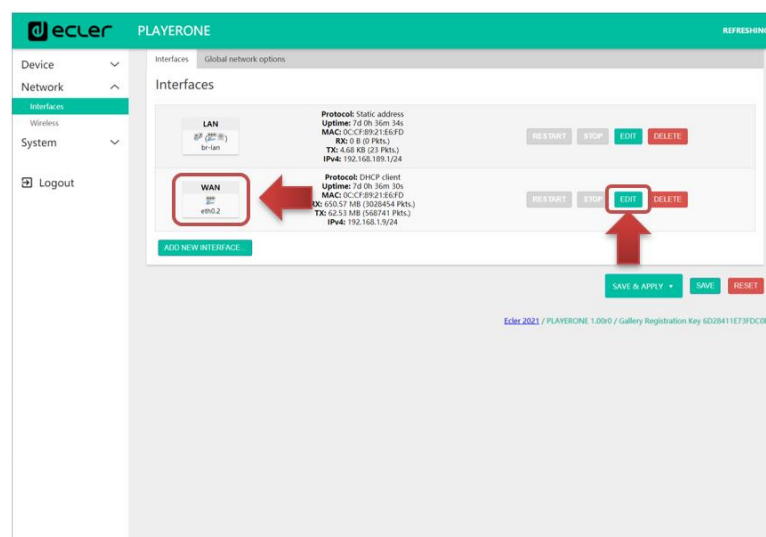 ecler
PLAYERONE
REFRESHING
Device
Network
Interfaces
Wireless
System
Logout
Interfaces
Global network options
Interfaces
LAN
br-lan
Protocol: Static address
Uptime: 7d 0h 36m 34s
MAC: 0C:CF:89:21:E6:FD
RX: 0 B (0 Pkts.)
TX: 4.68 KB (23 Pkts.)
IPv4: 192.168.189.1/24
RESTART
STOP
EDIT
DELETE
WAN
eth0.2
Protocol: DHCP client
Uptime: 7d 0h 36m 30s
MAC: 0C:CF:89:21:E6:FD
RX: 650.57 MB (3028454 Pkts.)
TX: 62.53 MB (568741 Pkts.)
IPv4: 192.168.1.9/24
RESTART
STOP
EDIT
DELETE
ADD NEW INTERFACE...
SAVE & APPLY
SAVE
RESET
Ecler 2021 / PLAYERONE 1.00r0 / Gallery Registration Key